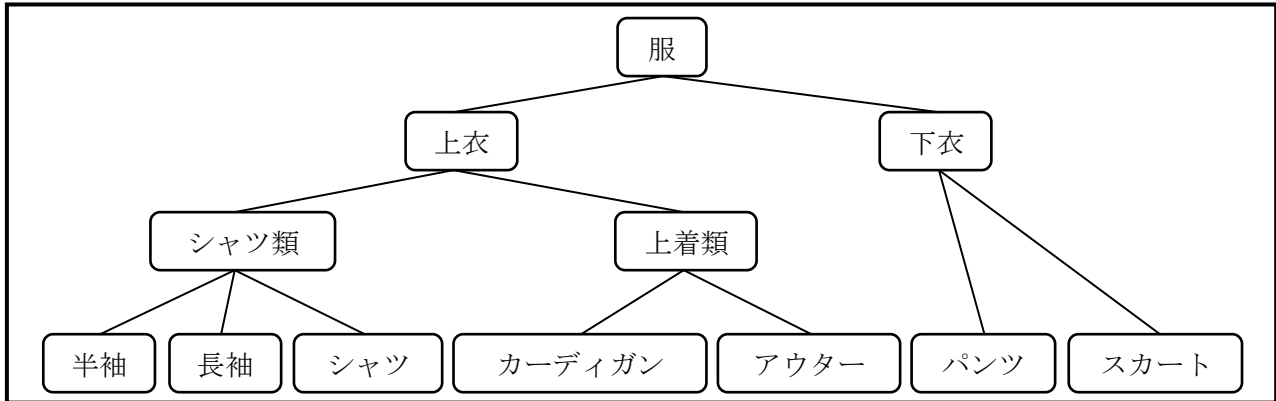 服
上衣
下衣
シャツ類
上着類
半袖
長袖
シャツ
カーディガン
アウター
パンツ
スカート